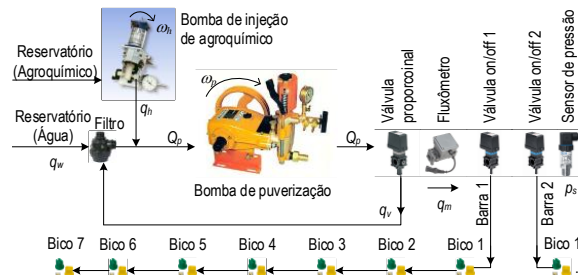 ωh
Bomba de injeção
de agroquímico
Reservatório
(Agroquímico)
qh
ωp
Reservatório
(Água)
Filtro
qw
Qp
Qp
Bomba de puverização
Válvula
proporcoinal
Fluxômetro
Válvula on/off 1
Válvula on/off 2
Sensor de pressão
qv
qm
Barra 1
Barra 2
ps
Bico 7
Bico 6
Bico 5
Bico 4
Bico 3
Bico 2
Bico 1
Bico 1